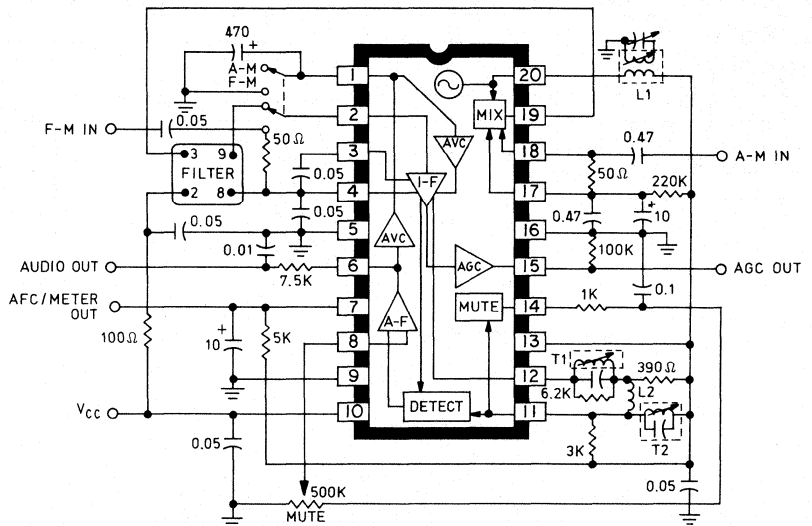 470
+
A-M
F-M
F-M IN
0.05
3
9
FILTER
2
8
50Ω
0.05
0.05
0.05
0.01
AUDIO OUT
7.5K
AFC/METER
OUT
100Ω
+
10
5K
VCC
0.05
500K
MUTE
1
2
3
4
5
6
7
8
9
10
20
19
18
17
16
15
14
13
12
11
MIX
AVC
I-F
AVC
AGC
A-F
MUTE
DETECT
L1
0.47
A-M IN
50Ω
220K
0.47
+
10
100K
AGC OUT
0.1
1K
T1
390Ω
6.2K
L2
T2
3K
0.05